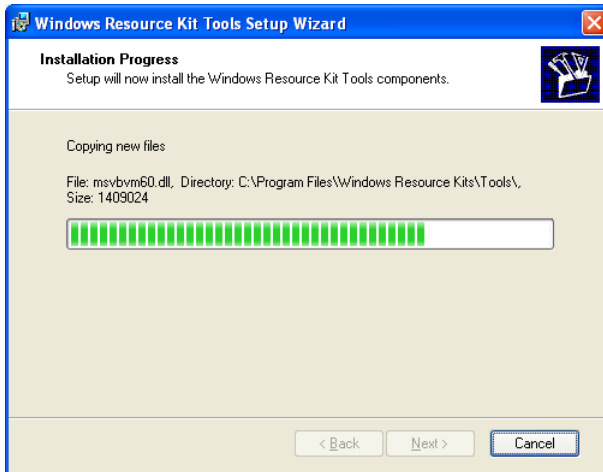 Windows Resource Kit Tools Setup Wizard
Installation Progress
Setup will now install the Windows Resource Kit Tools components.
Copying new files
File: msvbvm60.dll, Directory: C:\Program Files\Windows Resource Kits\Tools\,
Size: 1409024
< Back Next > Cancel